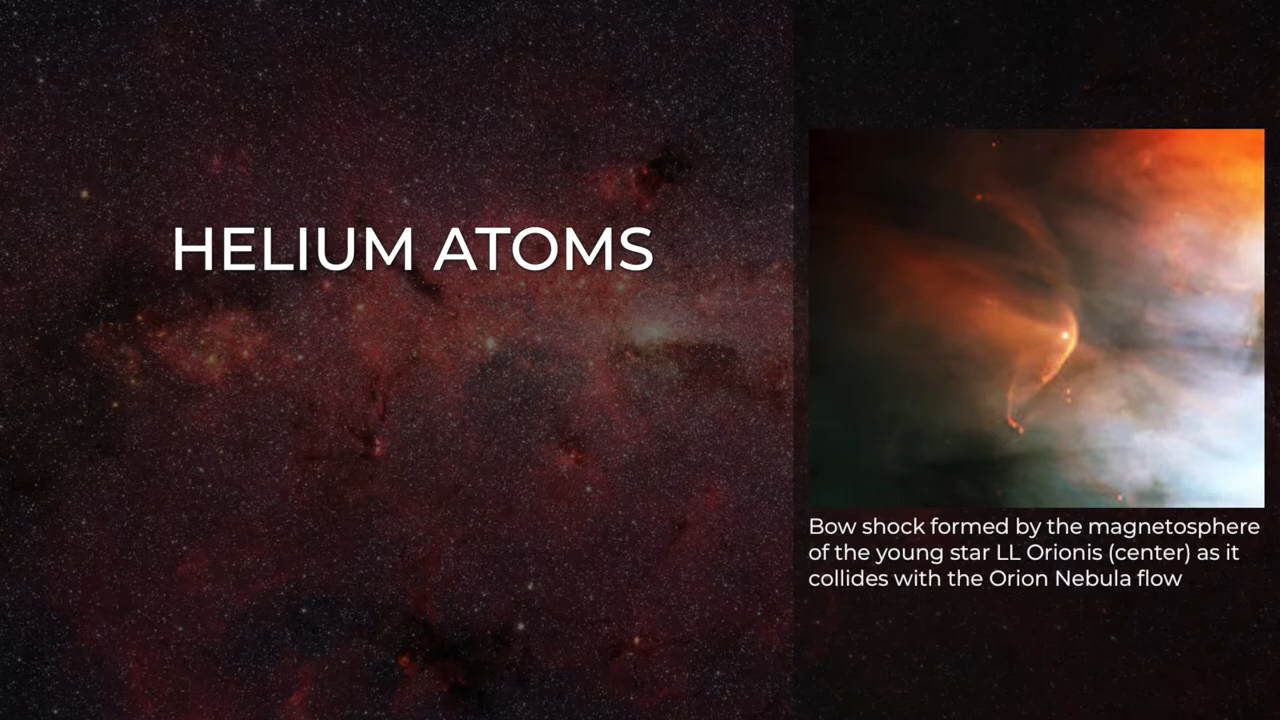 HELIUM ATOMS
Bow shock formed by the magnetosphere
of the young star LL Orionis (center) as it
collides with the Orion Nebula flow